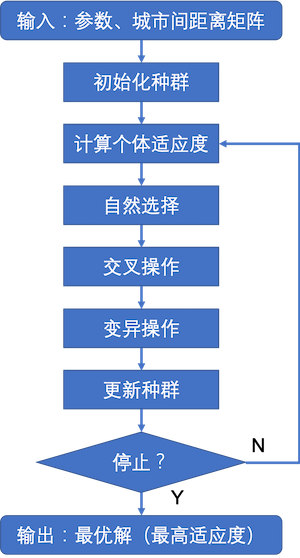 输入：参数、城市间距离矩阵
初始化种群
计算个体适应度
自然选择
交叉操作
变异操作
更新种群
停止？
N
Y
输出：最优解（最高适应度）